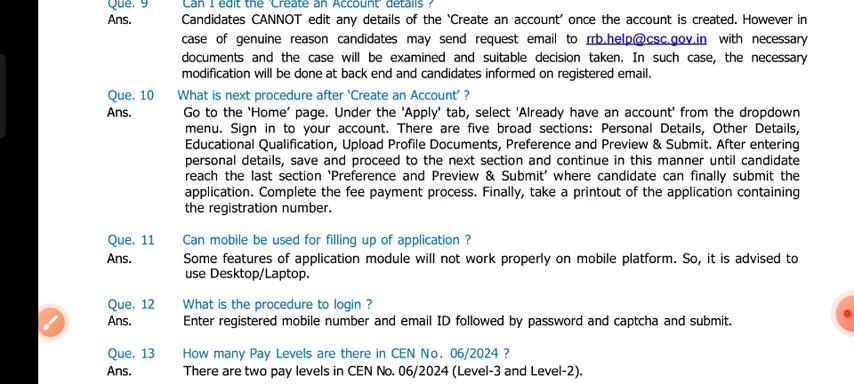 Que. 9 Can I edit the 'Create an Account' details ?
Ans. Candidates CANNOT edit any details of the 'Create an account' once the account is created. However in
case of genuine reason candidates may send request email to rrb.help@csc.gov.in with necessary
documents and the case will be examined and suitable decision taken. In such case, the necessary
modification will be done at back end and candidates informed on registered email.
Que. 10 What is next procedure after 'Create an Account' ?
Ans. Go to the 'Home' page. Under the 'Apply' tab, select 'Already have an account' from the dropdown
menu. Sign in to your account. There are five broad sections: Personal Details, Other Details,
Educational Qualification, Upload Profile Documents, Preference and Preview & Submit. After entering
personal details, save and proceed to the next section and continue in this manner until candidate
reach the last section 'Preference and Preview & Submit' where candidate can finally submit the
application. Complete the fee payment process. Finally, take a printout of the application containing
the registration number.
Que. 11 Can mobile be used for filling up of application ?
Ans. Some features of application module will not work properly on mobile platform. So, it is advised to
use Desktop/Laptop.
Que. 12 What is the procedure to login ?
Ans. Enter registered mobile number and email ID followed by password and captcha and submit.
Que. 13 How many Pay Levels are there in CEN No. 06/2024 ?
Ans. There are two pay levels in CEN No. 06/2024 (Level-3 and Level-2).